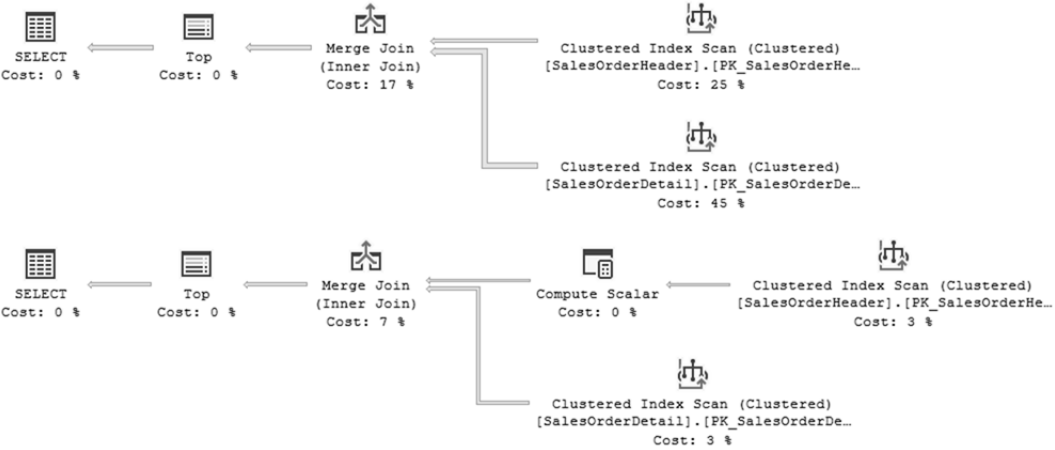 SELECT
Cost: 0 %
Top
Cost: 0 %
Merge Join
(Inner Join)
Cost: 17 %
Clustered Index Scan (Clustered)
[SalesOrderHeader].[PK_SalesOrderHe…
Cost: 25 %
Clustered Index Scan (Clustered)
[SalesOrderDetail].[PK_SalesOrderDe…
Cost: 45 %
SELECT
Cost: 0 %
Top
Cost: 0 %
Merge Join
(Inner Join)
Cost: 7 %
Compute Scalar
Cost: 0 %
Clustered Index Scan (Clustered)
[SalesOrderHeader].[PK_SalesOrderHe…
Cost: 3 %
Clustered Index Scan (Clustered)
[SalesOrderDetail].[PK_SalesOrderDe…
Cost: 3 %